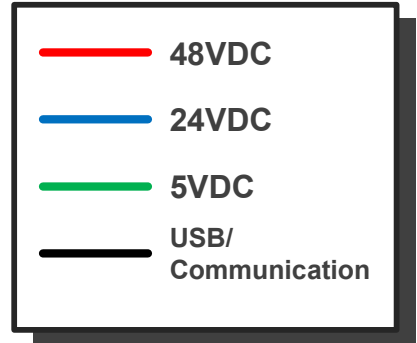 48VDC
24VDC
5VDC
USB/
Communication